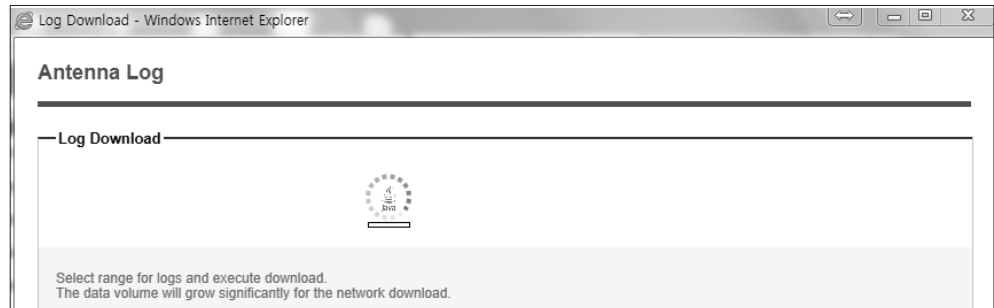 Log Download - Windows Internet Explorer
Antenna Log
Log Download
Java
Select range for logs and execute download.
The data volume will grow significantly for the network download.